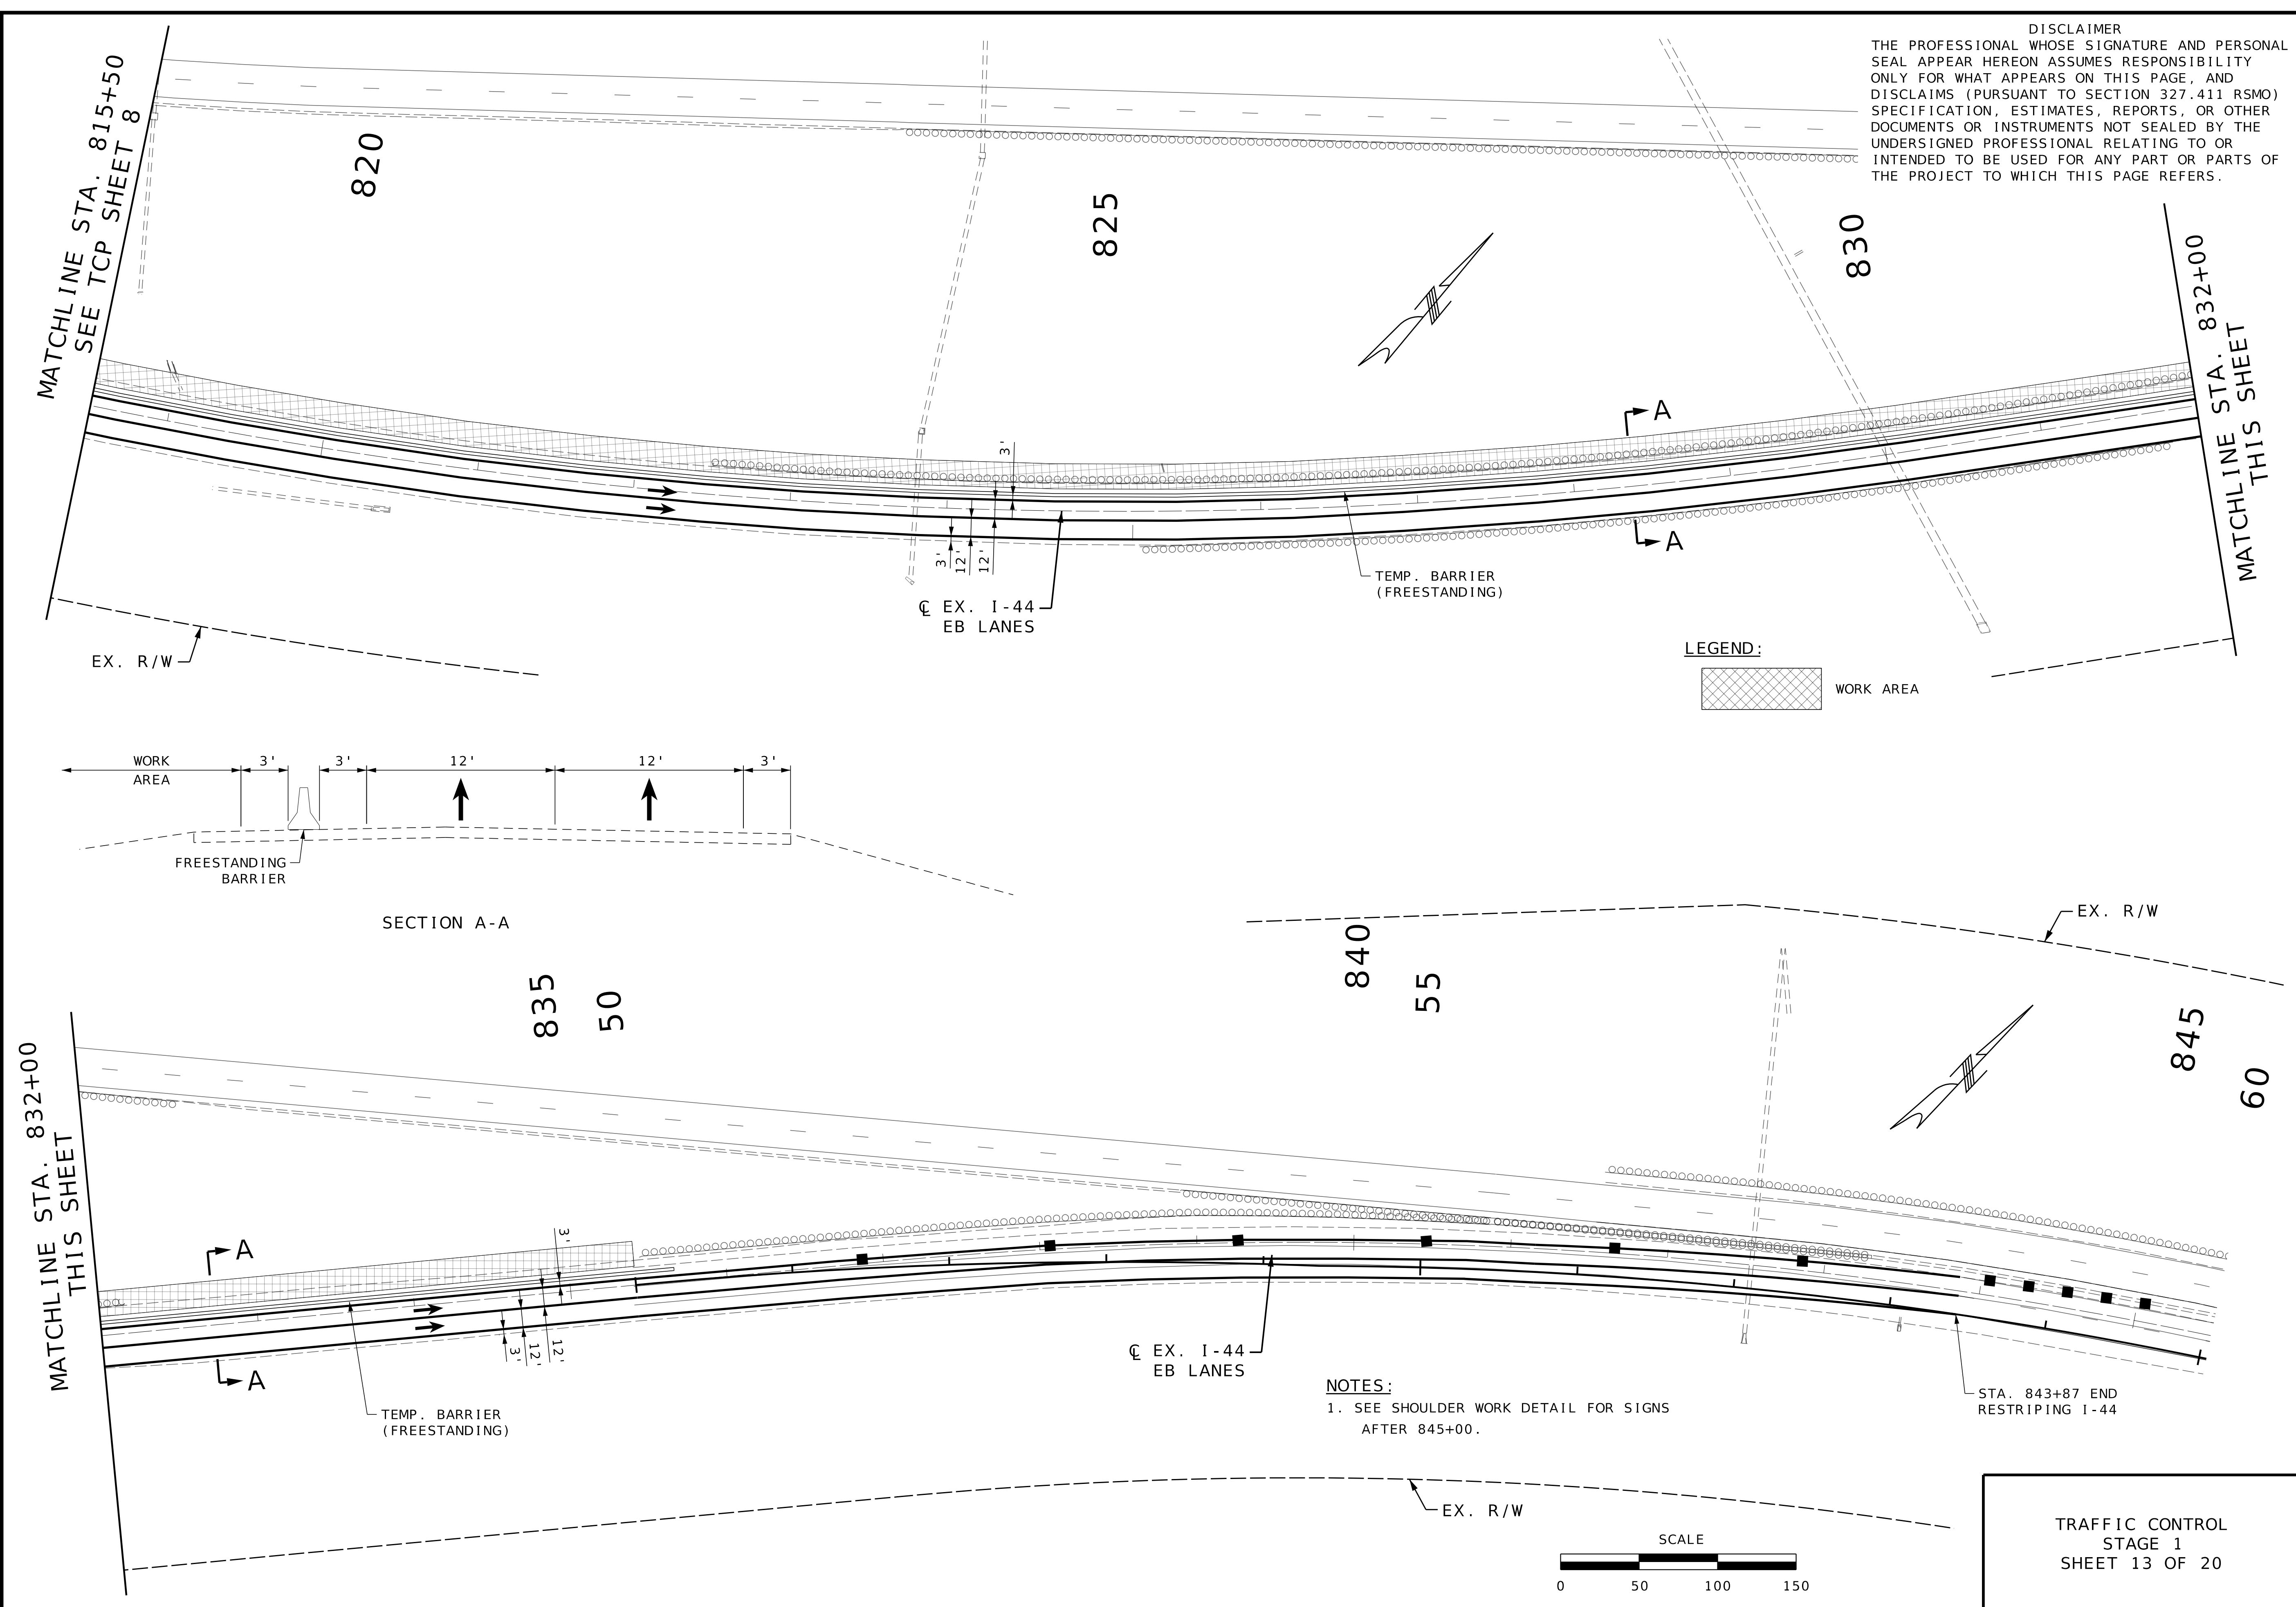 DISCLAIMER
THE PROFESSIONAL WHOSE SIGNATURE AND PERSONAL
SEAL APPEAR HEREON ASSUMES RESPONSIBILITY
ONLY FOR WHAT APPEARS ON THIS PAGE, AND
DISCLAIMS (PURSUANT TO SECTION 327.411 RSMO)
SPECIFICATION, ESTIMATES, REPORTS, OR OTHER
DOCUMENTS OR INSTRUMENTS NOT SEALED BY THE
UNDERSIGNED PROFESSIONAL RELATING TO OR
INTENDED TO BE USED FOR ANY PART OR PARTS OF
THE PROJECT TO WHICH THIS PAGE REFERS.
MATCHLINE STA. 815+50
SEE TCP SHEET 8
820
825
830
MATCHLINE STA. 832+00
THIS SHEET
A
A
3'
3'
12'
12'
℄ EX. I-44
EB LANES
TEMP. BARRIER
(FREESTANDING)
EX. R/W
LEGEND:
WORK AREA
WORK
AREA
3'
3'
12'
12'
3'
FREESTANDING
BARRIER
SECTION A-A
EX. R/W
835
50
840
55
845
60
MATCHLINE STA. 832+00
THIS SHEET
A
A
3'
3'
12'
12'
TEMP. BARRIER
(FREESTANDING)
℄ EX. I-44
EB LANES
NOTES:
1. SEE SHOULDER WORK DETAIL FOR SIGNS
AFTER 845+00.
STA. 843+87 END
RESTRIPING I-44
EX. R/W
SCALE
0 50 100 150
TRAFFIC CONTROL
STAGE 1
SHEET 13 OF 20